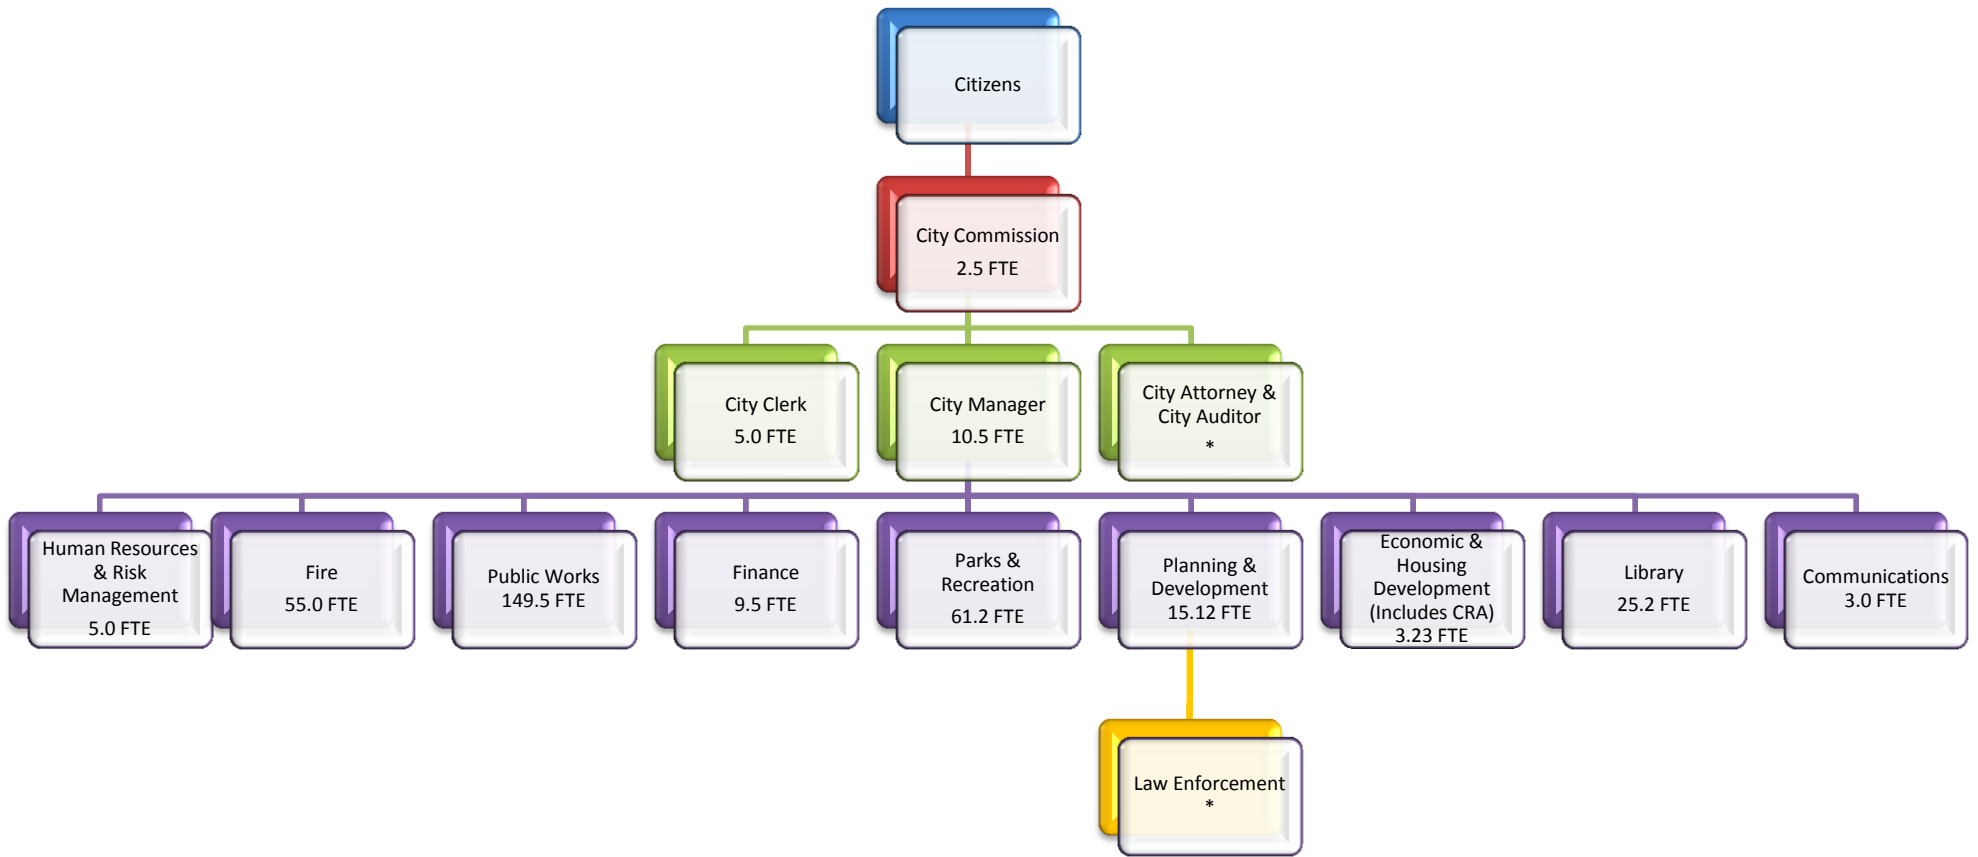 Citizens
City Commission
2.5 FTE
City Clerk
5.0 FTE
City Manager
10.5 FTE
City Attorney &
City Auditor
*
Human Resources
& Risk
Management
5.0 FTE
Fire
55.0 FTE
Public Works
149.5 FTE
Finance
9.5 FTE
Parks &
Recreation
61.2 FTE
Planning &
Development
15.12 FTE
Economic &
Housing
Development
(Includes CRA)
3.23 FTE
Library
25.2 FTE
Communications
3.0 FTE
Law Enforcement
*